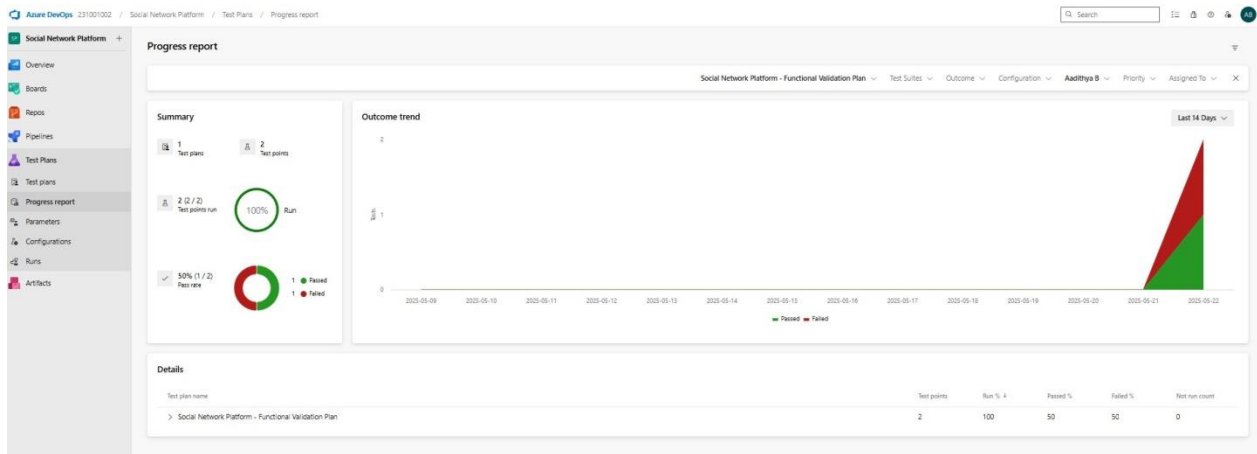 Azure DevOps 231001002 / Social Network Platform / Test Plans / Progress report
Search
AB
SP Social Network Platform +
Overview
Boards
Repos
Pipelines
Test Plans
Test plans
Progress report
Parameters
Configurations
Runs
Artifacts
Progress report
Social Network Platform - Functional Validation Plan Test Suites Outcome Configuration Aadithya B Priority Assigned To
Summary
1
Test plans
2
Test points
2 (2 / 2)
Test points run
100%
Run
50% (1 / 2)
Pass rate
1 Passed
1 Failed
Outcome trend
Last 14 Days
2
1
0
Tests
2025-05-09 2025-05-10 2025-05-11 2025-05-12 2025-05-13 2025-05-14 2025-05-15 2025-05-16 2025-05-17 2025-05-18 2025-05-19 2025-05-20 2025-05-21 2025-05-22
Passed Failed
Details
Test plan name Test points Run % ↓ Passed % Failed % Not run count
Social Network Platform - Functional Validation Plan 2 100 50 50 0